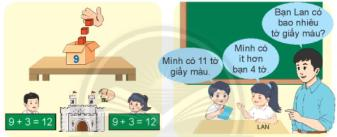 9
9 + 3 = 12
9 + 3 = 12
Bạn Lan có
bao nhiêu
tờ giấy màu?
Mình có
ít hơn
bạn 4 tờ
Mình có 11 tờ
giấy màu.
LAN